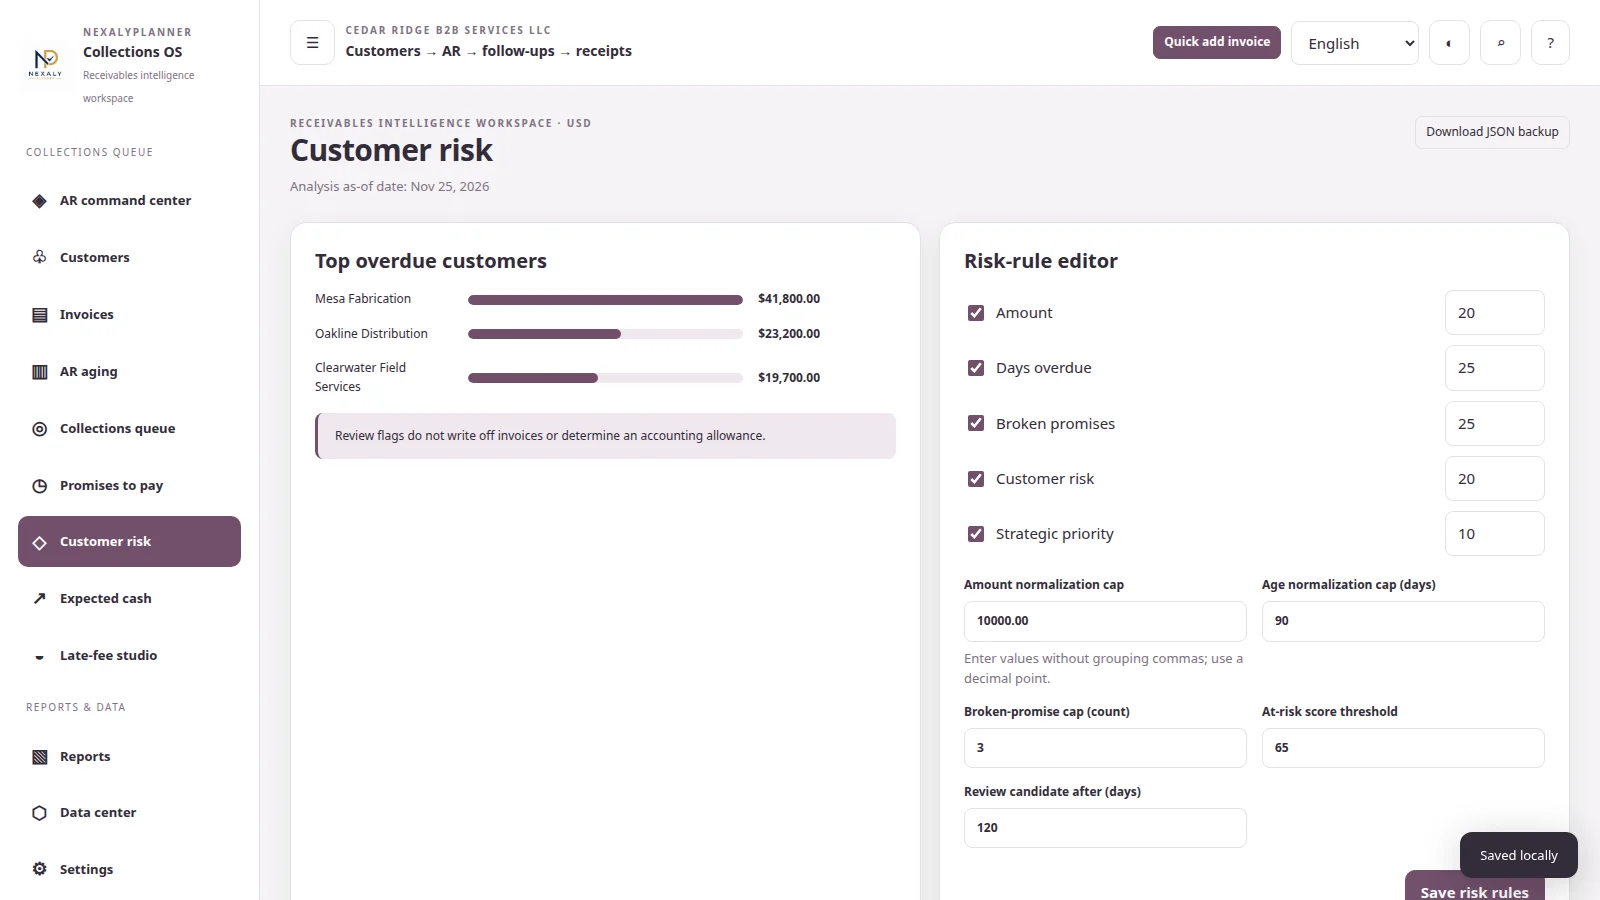 NEXALY
NEXALYPLANNER
Collections OS
Receivables intelligence
workspace
COLLECTIONS QUEUE
AR command center
Customers
Invoices
AR aging
Collections queue
Promises to pay
Customer risk
Expected cash
Late-fee studio
REPORTS & DATA
Reports
Data center
Settings
CEDAR RIDGE B2B SERVICES LLC
Customers → AR → follow-ups → receipts
Quick add invoice
English
?
RECEIVABLES INTELLIGENCE WORKSPACE · USD
Customer risk
Analysis as-of date: Nov 25, 2026
Download JSON backup
Top overdue customers
Mesa Fabrication $41,800.00
Oakline Distribution $23,200.00
Clearwater Field
Services $19,700.00
Review flags do not write off invoices or determine an accounting allowance.
Risk-rule editor
Amount 20
Days overdue 25
Broken promises 25
Customer risk 20
Strategic priority 10
Amount normalization cap
10000.00
Enter values without grouping commas; use a
decimal point.
Age normalization cap (days)
90
Broken-promise cap (count)
3
At-risk score threshold
65
Review candidate after (days)
120
Saved locally
Save risk rules